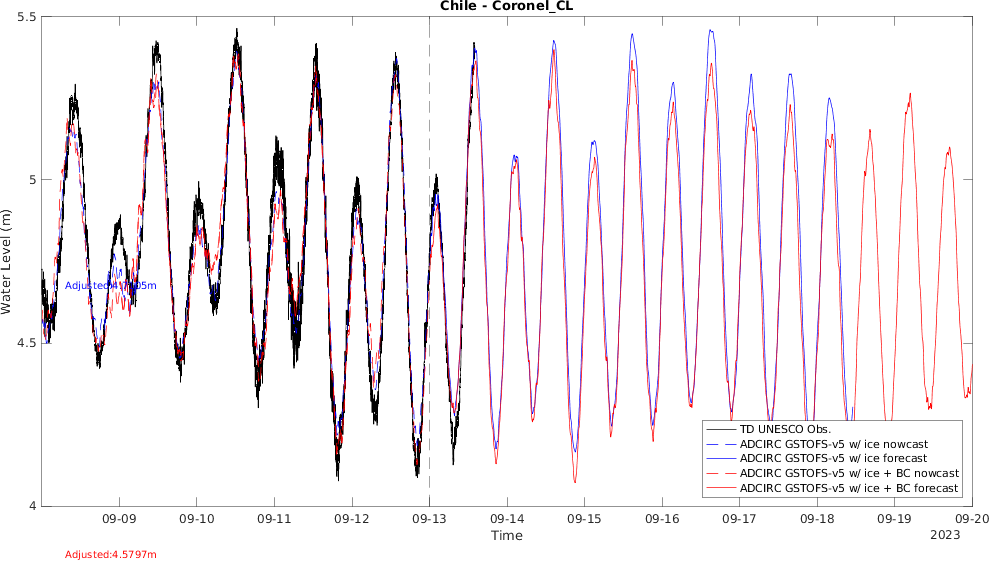 Chile - Coronel_CL
5.5
5
4.5
4
Water Level (m)
09-09 09-10 09-11 09-12 09-13 09-14 09-15 09-16 09-17 09-18 09-19 09-20
Time
2023
TD UNESCO Obs.
ADCIRC GSTOFS-v5 w/ ice nowcast
ADCIRC GSTOFS-v5 w/ ice forecast
ADCIRC GSTOFS-v5 w/ ice + BC nowcast
ADCIRC GSTOFS-v5 w/ ice + BC forecast
Adjusted:4.5797m